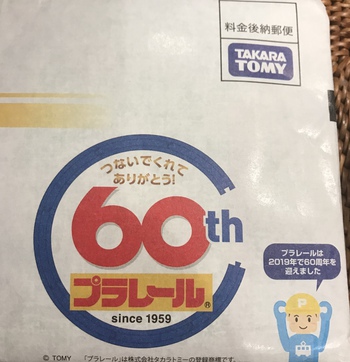 料金後納郵便
TAKARA
TOMY
つないでくれて
ありがとう!
60th
プラレール®
since 1959
プラレールは
2019年で60周年を
迎えました
P
© TOMY 「プラレール」は株式会社タカラトミーの登録商標です。